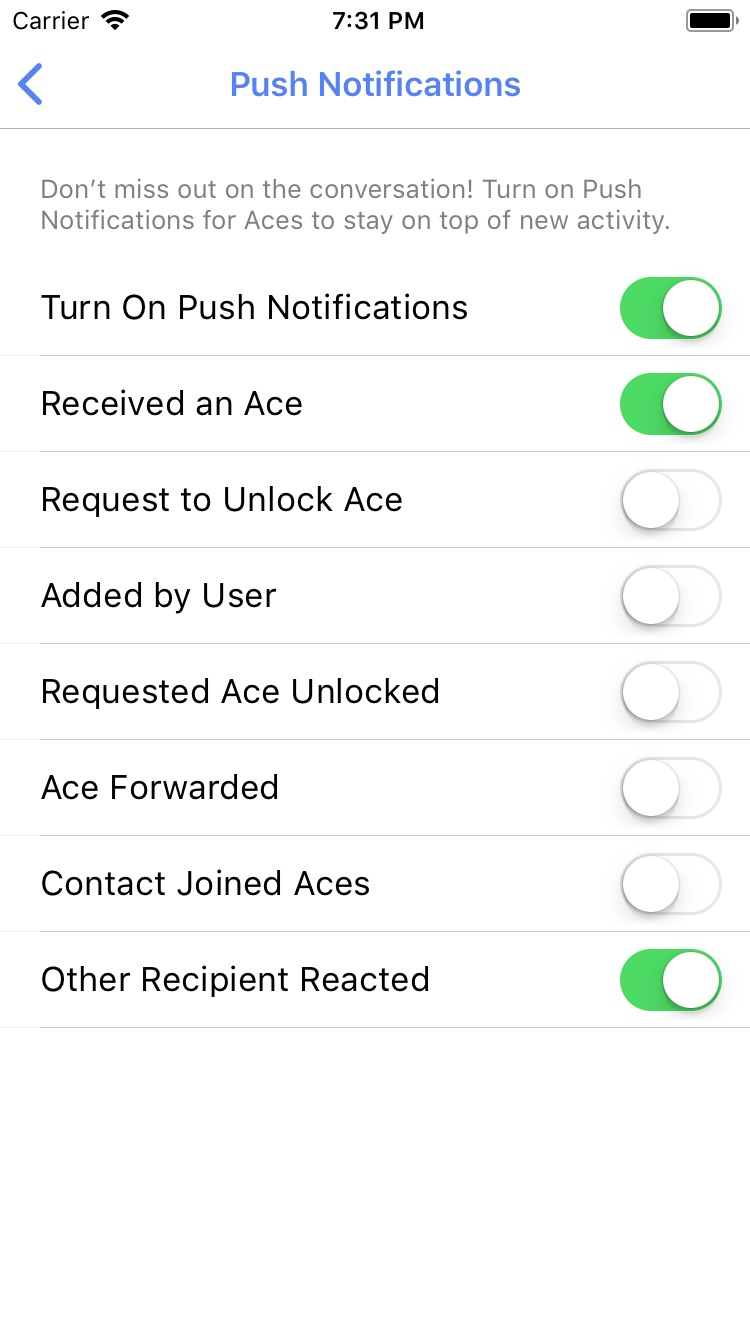 Carrier
7:31 PM
Push Notifications
Don’t miss out on the conversation! Turn on Push
Notifications for Aces to stay on top of new activity.
Turn On Push Notifications
Received an Ace
Request to Unlock Ace
Added by User
Requested Ace Unlocked
Ace Forwarded
Contact Joined Aces
Other Recipient Reacted